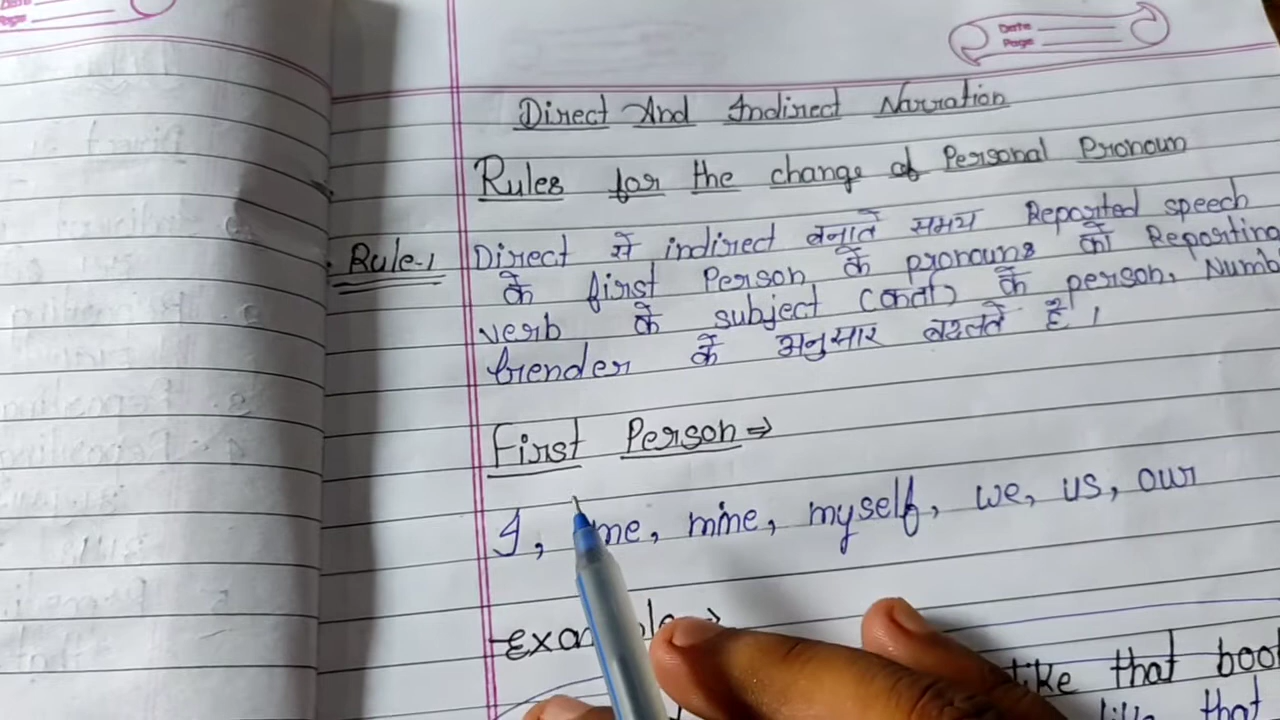 Date
Page
Direct And Indirect Narration
Rules for the change of Personal Pronoun
Rule-1 Direct से indirect बनाते समय Reported speech
के first Person के pronouns को Reporting
verb के subject (कर्ता) के person, Numb
Gender के अनुसार बदलते है।
First Person ⇒
I, me, mine, myself, we, us, our
like that boo
that